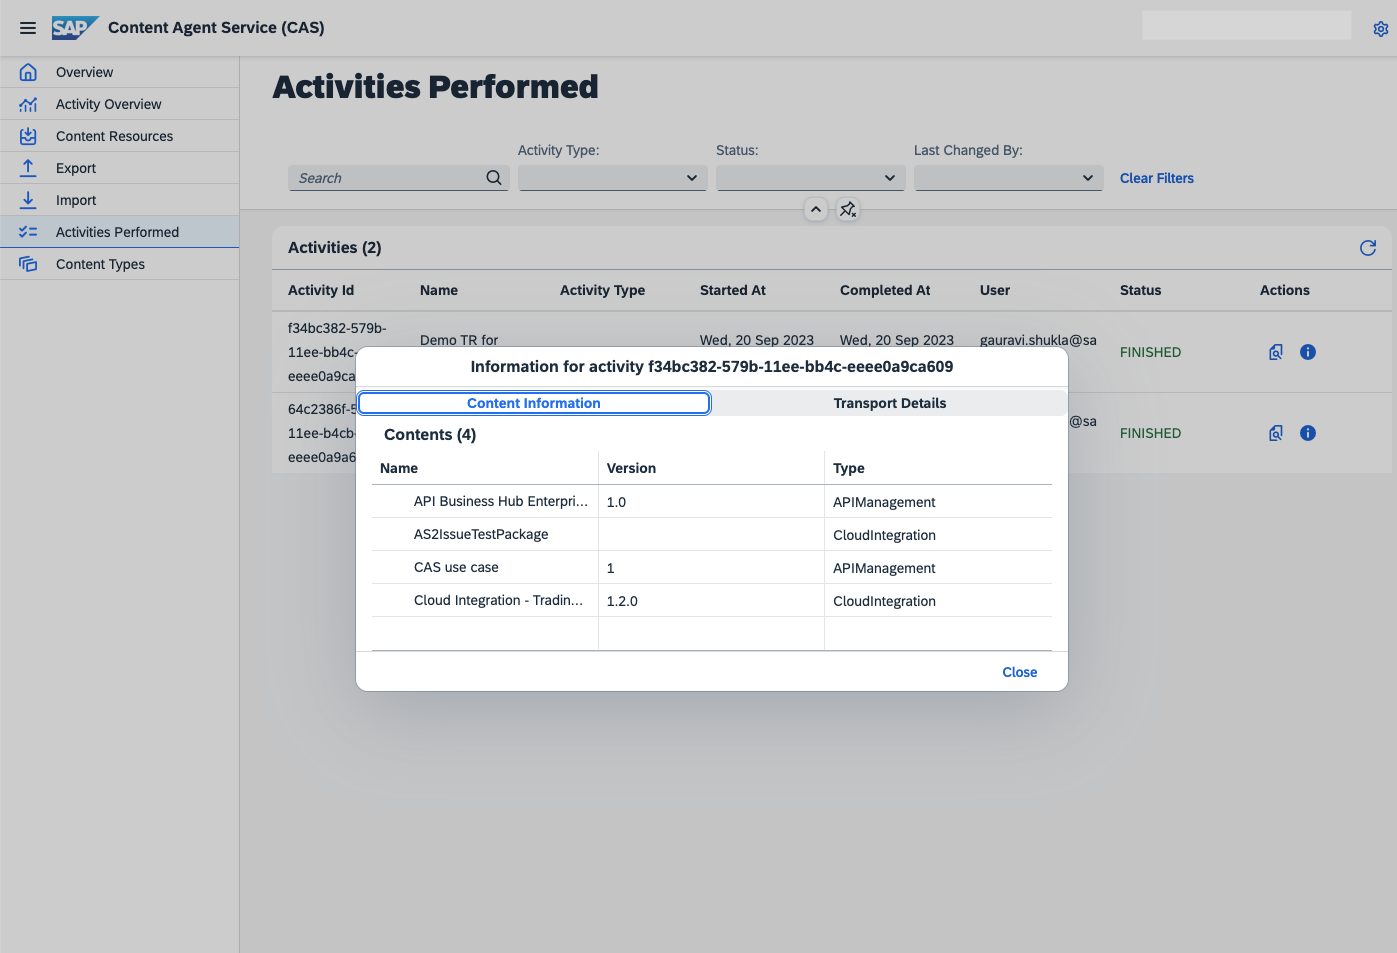 SAP Content Agent Service (CAS)
Overview
Activity Overview
Content Resources
Export
Import
Activities Performed
Content Types
Activities Performed
Activity Type: Status: Last Changed By:
Search Clear Filters
Activities (2)
Activity Id Name Activity Type Started At Completed At User Status Actions
f34bc382-579b-
11ee-bb4c-
eeee0a9ca
Demo TR for Wed, 20 Sep 2023 Wed, 20 Sep 2023 gauravi.shukla@sa FINISHED
64c2386f-5
11ee-b4cb-
eeee0a9a6
@sa FINISHED
Information for activity f34bc382-579b-11ee-bb4c-eeee0a9ca609
Content Information Transport Details
Contents (4)
Name Version Type
API Business Hub Enterpri... 1.0 APIManagement
AS2IssueTestPackage CloudIntegration
CAS use case 1 APIManagement
Cloud Integration - Tradin... 1.2.0 CloudIntegration
Close